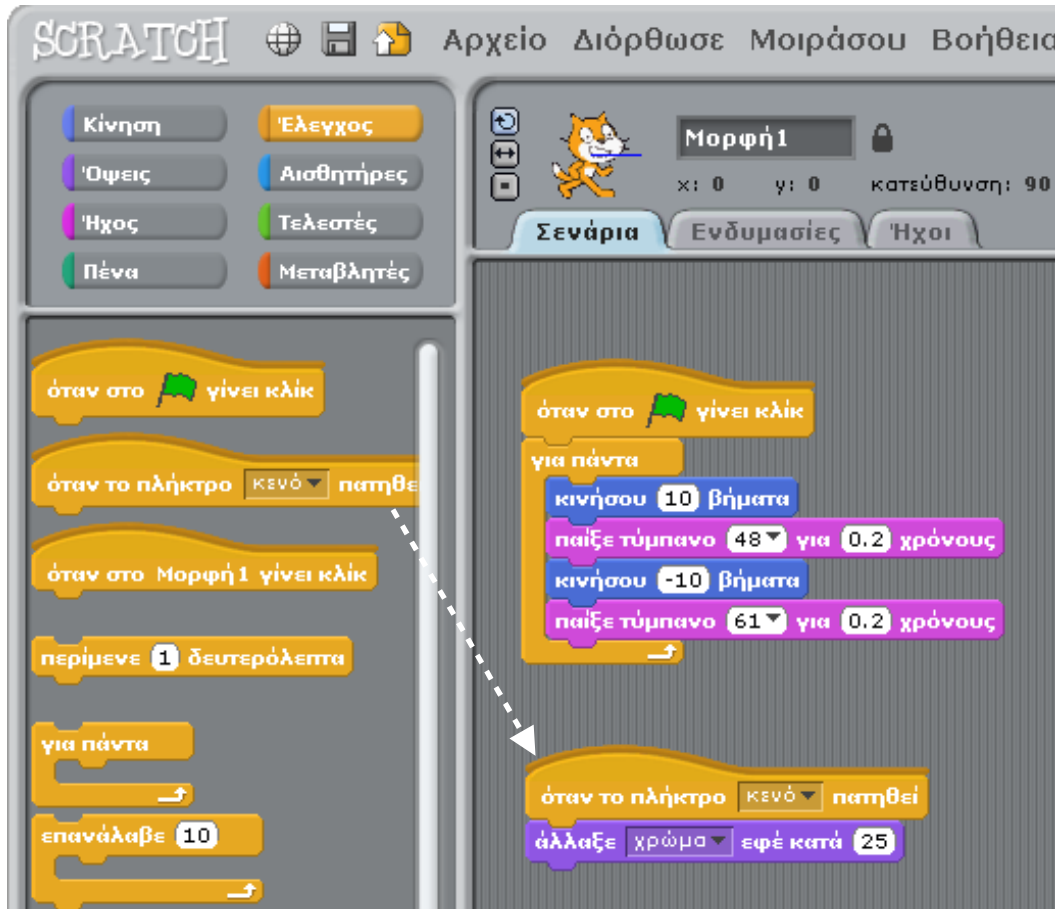 SCRATCH Αρχείο Διόρθωσε Μοιράσου Βοήθεια
Κίνηση Έλεγχος
Όψεις Αισθητήρες
Ήχος Τελεστές
Πένα Μεταβλητές
Μορφή1
x: 0 y: 0 κατεύθυνση: 90
Σενάρια Ενδυμασίες Ήχοι
όταν στο γίνει κλίκ
όταν το πλήκτρο κενό πατηθε
όταν στο Μορφή1 γίνει κλίκ
περίμενε 1 δευτερόλεπτα
για πάντα
επανάλαβε 10
όταν στο γίνει κλίκ
για πάντα
κινήσου 10 βήματα
παίξε τύμπανο 48 για 0.2 χρόνους
κινήσου -10 βήματα
παίξε τύμπανο 61 για 0.2 χρόνους
όταν το πλήκτρο κενό πατηθεί
άλλαξε χρώμα εφέ κατά 25